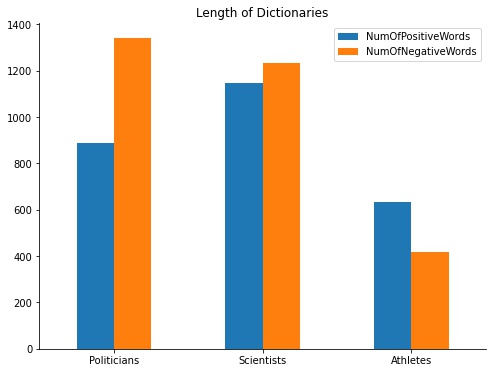 Length of Dictionaries
NumOfPositiveWords
NumOfNegativeWords
1400
1200
1000
800
600
400
200
0
Politicians
Scientists
Athletes